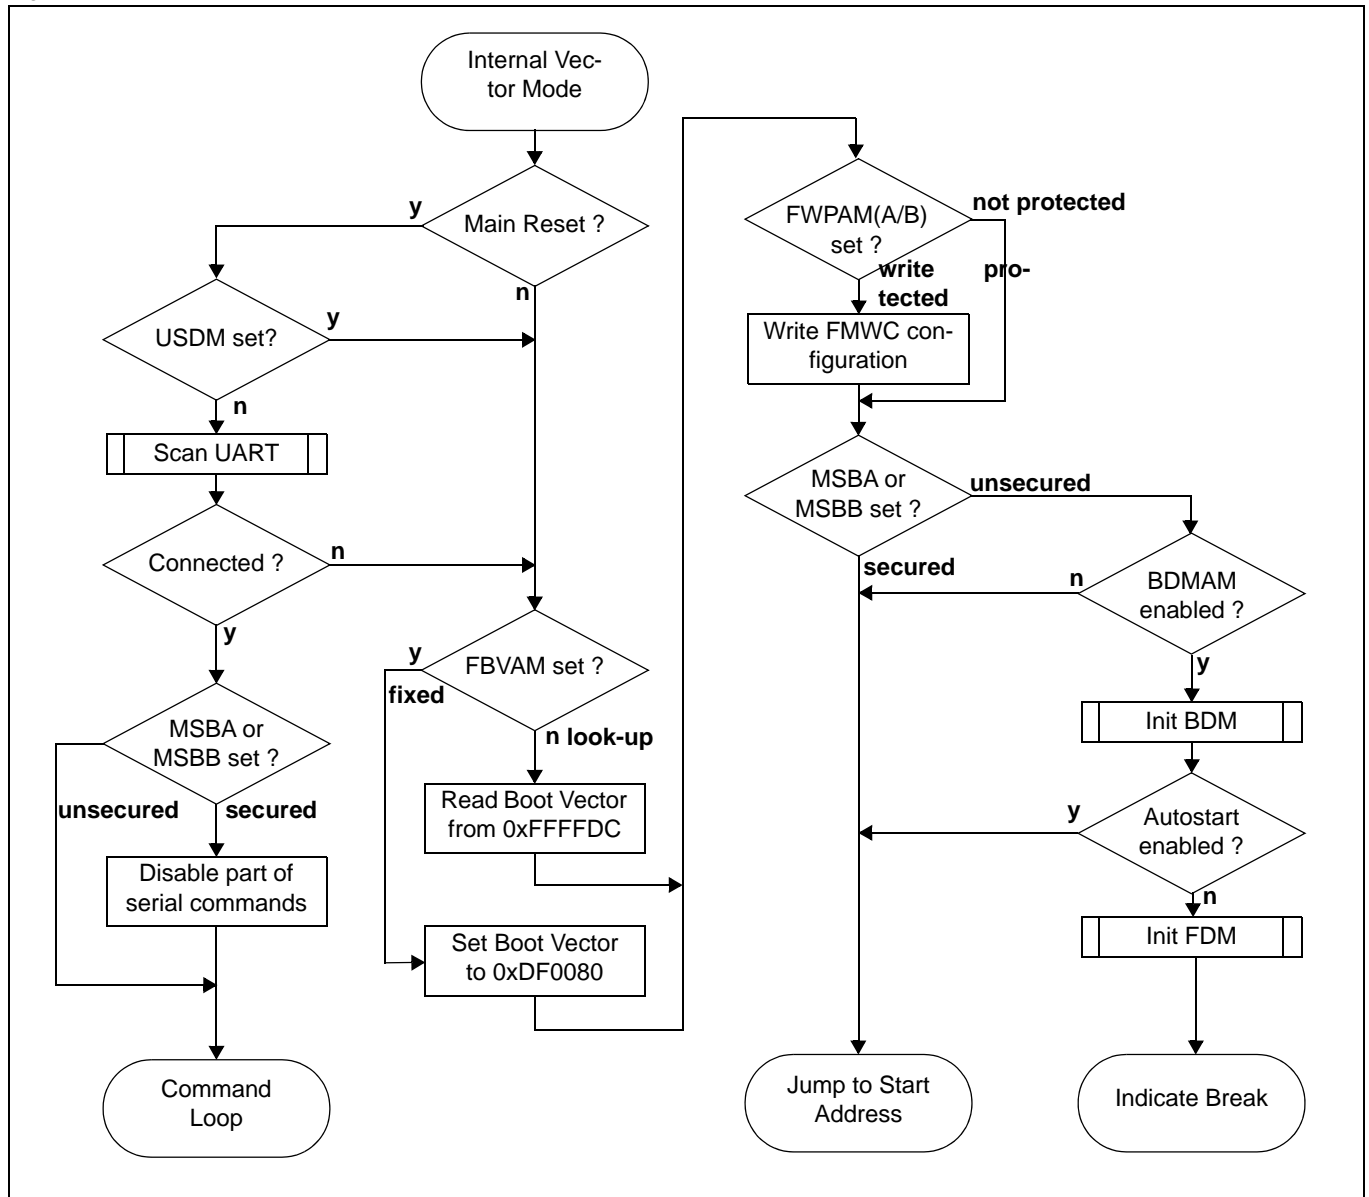 Internal Vec-
tor Mode
y
Main Reset ?
n
USDM set?
y
n
Scan UART
Connected ?
n
y
MSBA or
MSBB set ?
unsecured
secured
Disable part of
serial commands
Command
Loop
y
FBVAM set ?
fixed
n look-up
Read Boot Vector
from 0xFFFFDC
Set Boot Vector
to 0xDF0080
FWPAM(A/B)
set ?
not protected
write pro-
tected
Write FMWC con-
figuration
MSBA or
MSBB set ?
unsecured
secured
n
BDMAM
enabled ?
y
Init BDM
y
Autostart
enabled ?
n
Init FDM
Jump to Start
Address
Indicate Break